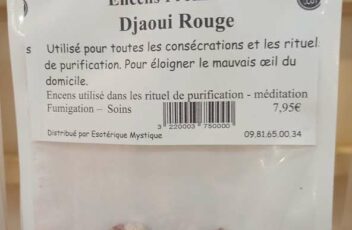 Encens
Djaoui Rouge
s Utilisé pour toutes les consécrations et les rituel
de purification. Pour éloigner le mauvais œil du
domicile.
Encens utilisé dans les rituel de purification - méditation
Fumigation – Soins
7,95€
3 220003 750000
Distribué par Esotérique Mystique
09.81.65.00.34